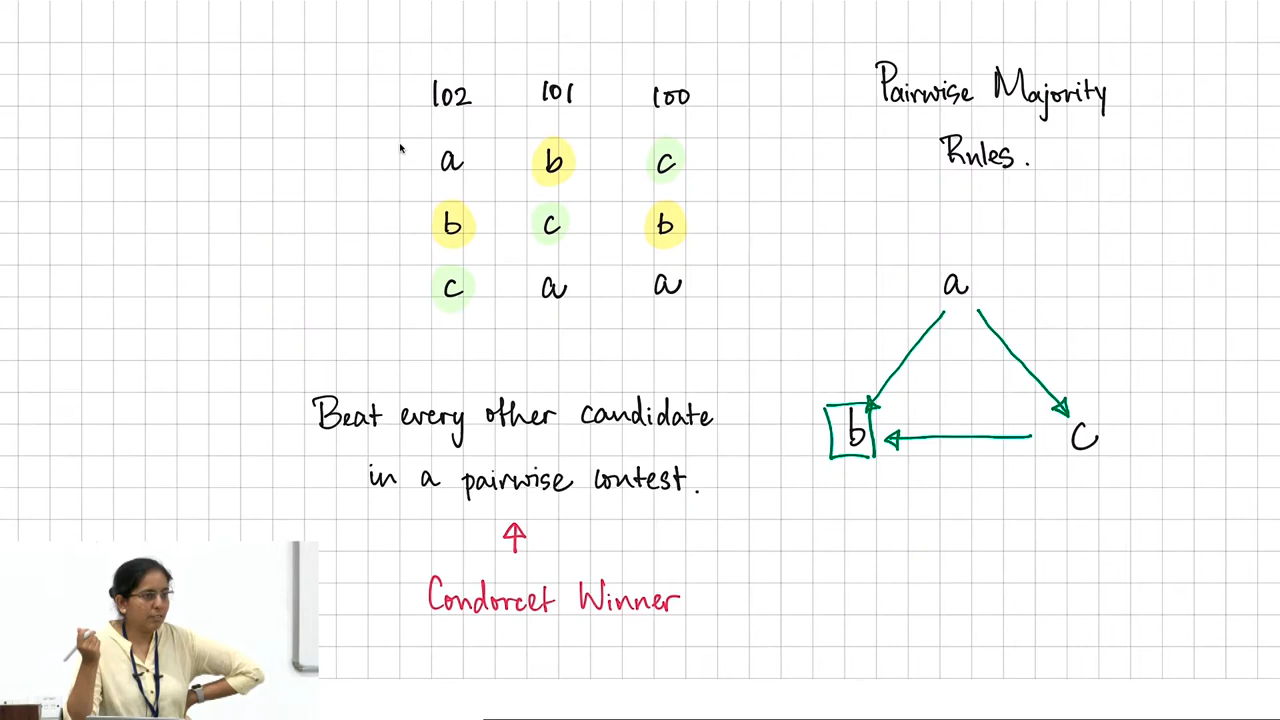 102 101 100
a b c
b c b
c a a
Pairwise Majority
Rules.
a
b c
Beat every other candidate
in a pairwise contest.
Condorcet Winner